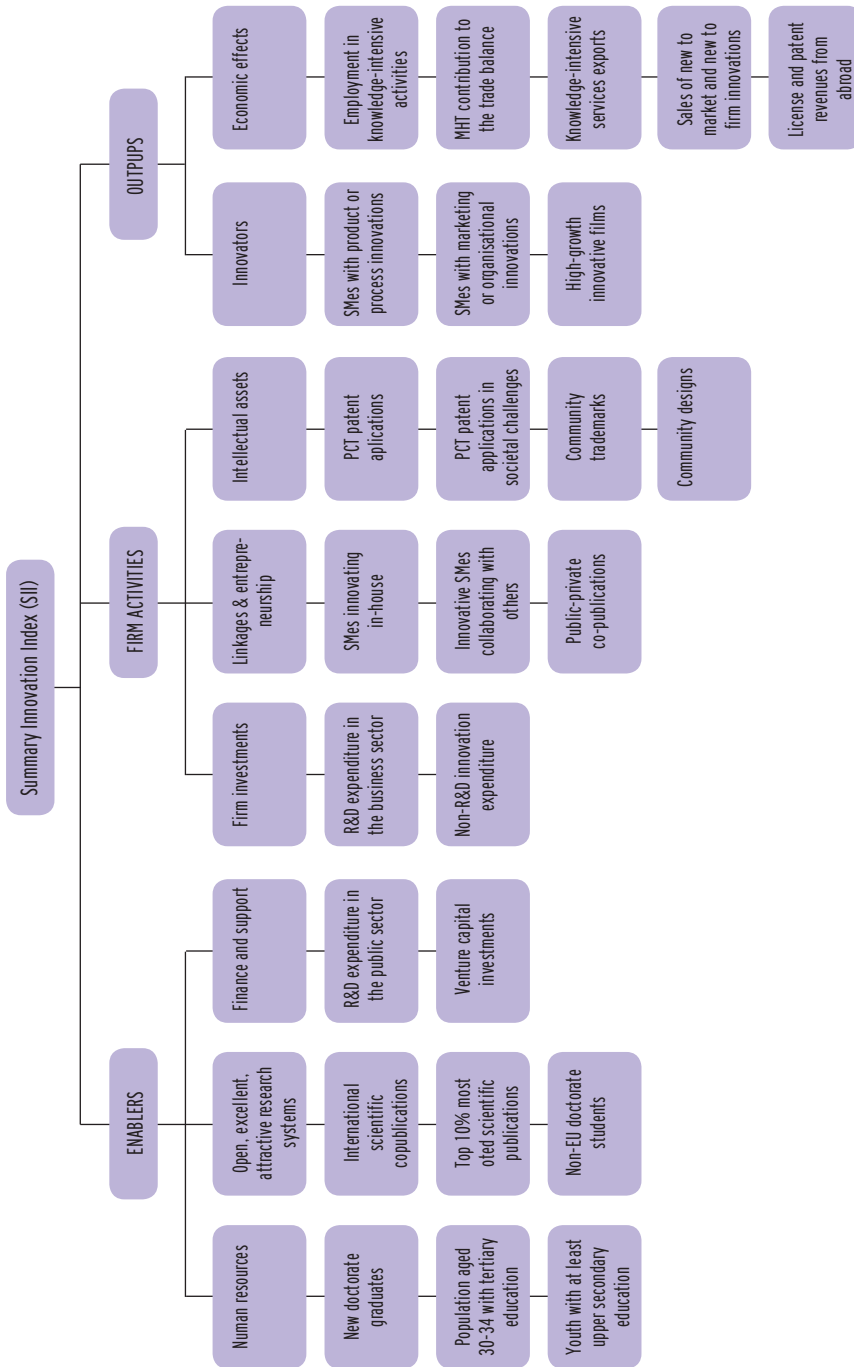 Summary Innovation Index (SII)
ENABLERS
FIRM ACTIVITIES
OUTPUPS
Human resources
New doctorate
graduates
Population aged
30-34 with tertiary
education
Youth with at least
upper secondary
education
Open, excellent,
attractive research
systems
International
scientific
copublications
Top 10% most
oted scientific
publications
Non-EU doctorate
students
Finance and support
R&D expenditure in
the public sector
Venture capital
investments
Firm investments
R&D expenditure in
the business sector
Non-R&D innovation
expenditure
Linkages & entrepre-
neurship
SMes innovating
in-house
Innovative SMes
collaborating with
others
Public-private
co-publications
Intellectual assets
PCT patent
aplications
PCT patent
applications in
societal challenges
Community
trademarks
Community designs
Innovators
SMes with product or
process innovations
SMes with marketing
or organisational
innovations
High-growth
innovative films
Economic effects
Employment in
knowledge-intensive
activities
MHT contribution to
the trade balance
Knowledge-intensive
services exports
Sales of new to
market and new to
firm innovations
License and patent
revenues from
abroad